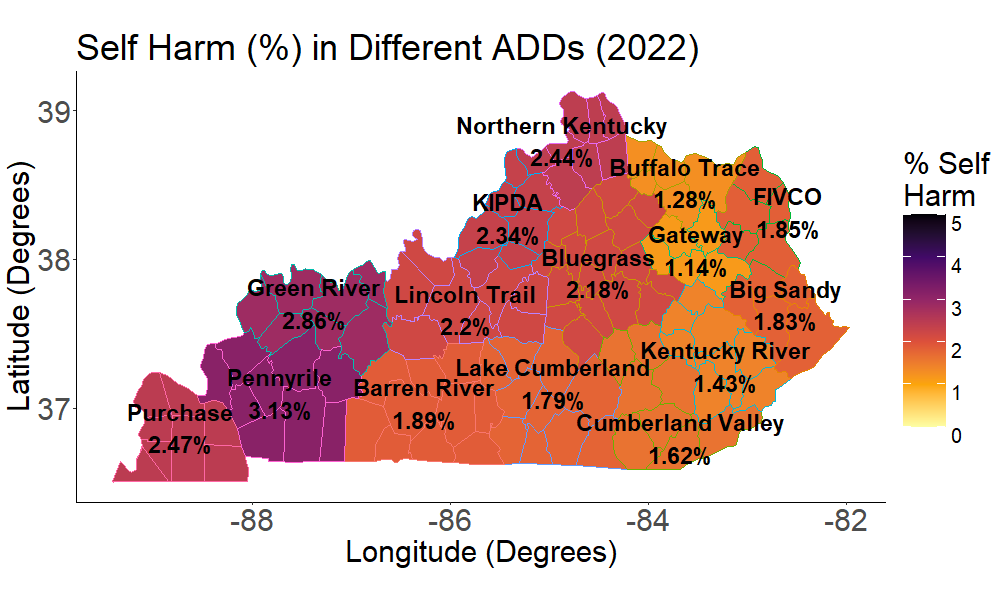 Self Harm (%) in Different ADDs (2022)
Latitude (Degrees)
39
38
37
Northern Kentucky
2.44%
Buffalo Trace
1.28%
FIVCO
1.85%
KIPDA
2.34%
Gateway
1.14%
Bluegrass
2.18%
Green River
2.86%
Lincoln Trail
2.2%
Big Sandy
1.83%
Kentucky River
1.43%
Pennyrile
3.13%
Barren River
1.89%
Lake Cumberland
1.79%
Purchase
2.47%
Cumberland Valley
1.62%
-88
-86
-84
-82
Longitude (Degrees)
% Self
Harm
5
4
3
2
1
0